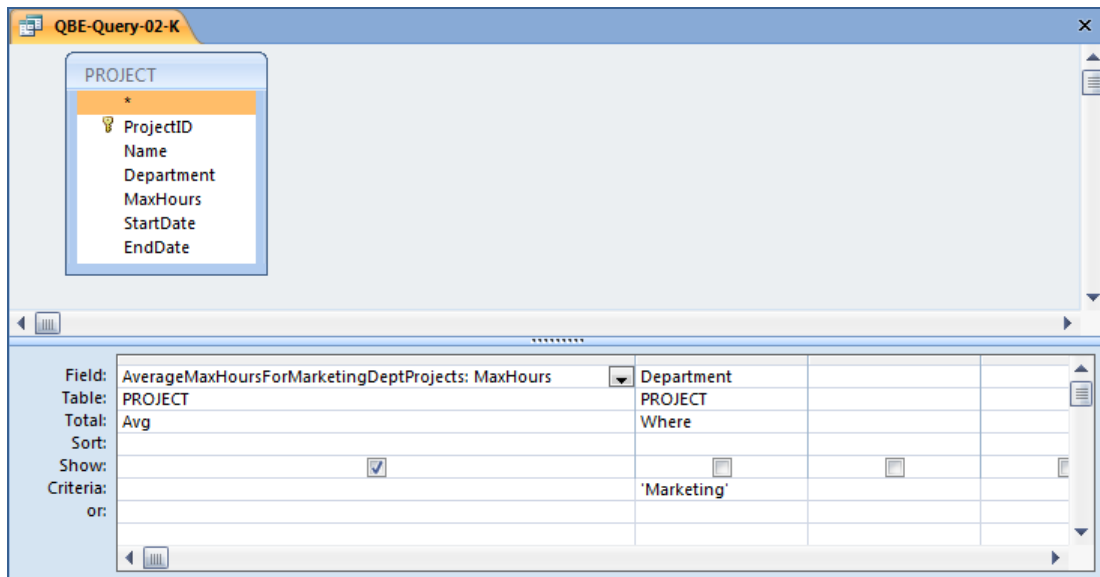 QBE-Query-02-K
PROJECT
*
ProjectID
Name
Department
MaxHours
StartDate
EndDate
Field: AverageMaxHoursForMarketingDeptProjects: MaxHours Department
Table: PROJECT PROJECT
Total: Avg Where
Sort:
Show:
Criteria: 'Marketing'
or: